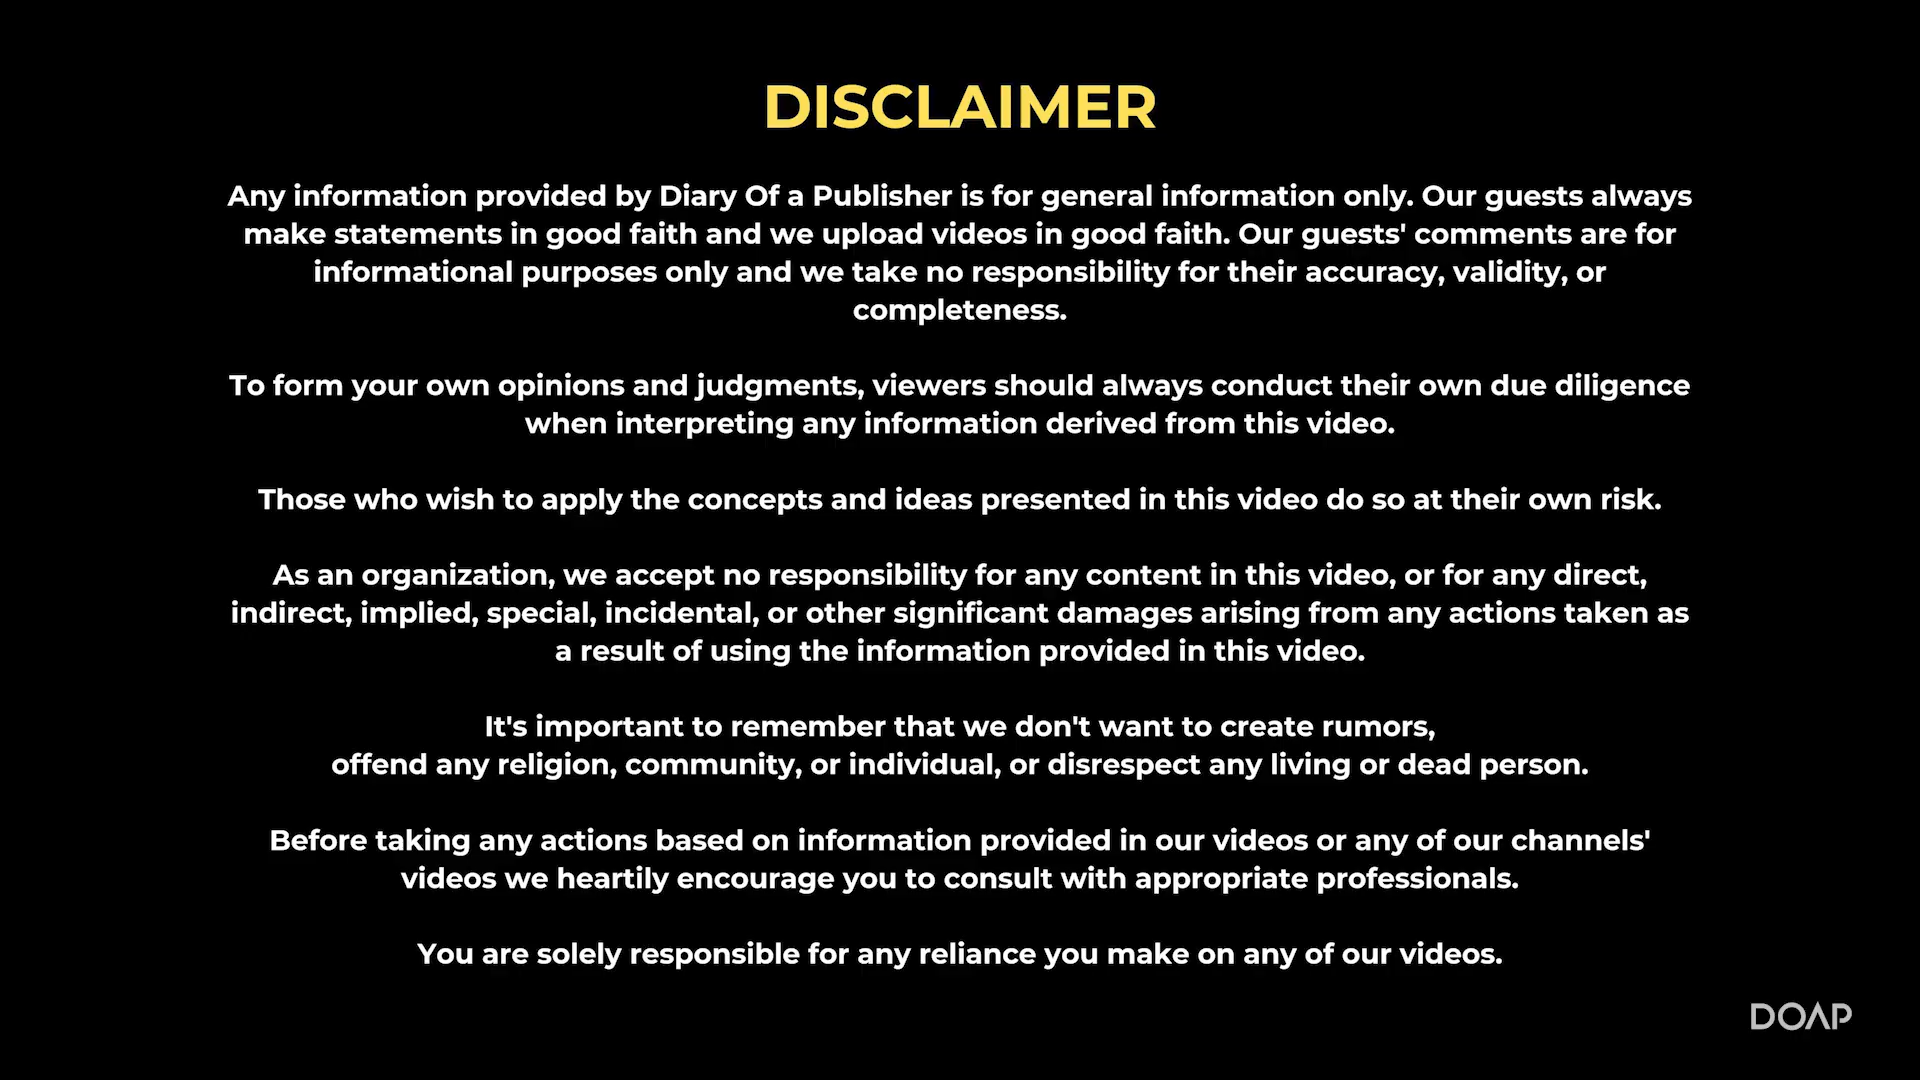 DISCLAIMER
Any information provided by Diary Of a Publisher is for general information only. Our guests always
make statements in good faith and we upload videos in good faith. Our guests' comments are for
informational purposes only and we take no responsibility for their accuracy, validity, or
completeness.
To form your own opinions and judgments, viewers should always conduct their own due diligence
when interpreting any information derived from this video.
Those who wish to apply the concepts and ideas presented in this video do so at their own risk.
As an organization, we accept no responsibility for any content in this video, or for any direct,
indirect, implied, special, incidental, or other significant damages arising from any actions taken as
a result of using the information provided in this video.
It's important to remember that we don't want to create rumors,
offend any religion, community, or individual, or disrespect any living or dead person.
Before taking any actions based on information provided in our videos or any of our channels'
videos we heartily encourage you to consult with appropriate professionals.
You are solely responsible for any reliance you make on any of our videos.
DOAP